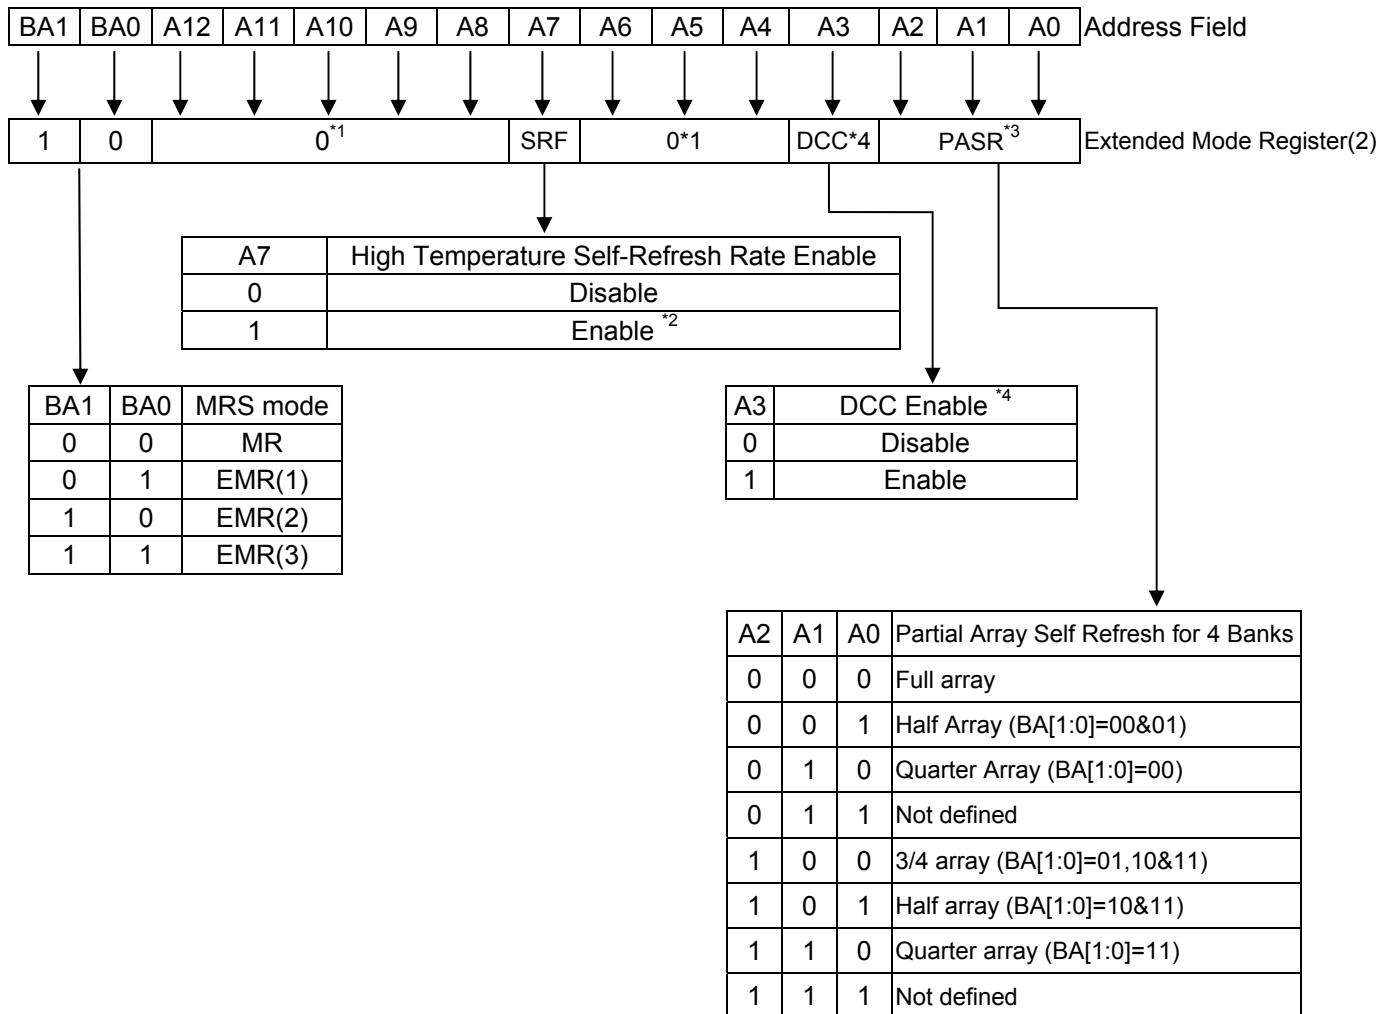 BA1 BA0 A12 A11 A10 A9 A8 A7 A6 A5 A4 A3 A2 A1 A0 Address Field
1 0 0*1 SRF 0*1 DCC*4 PASR*3 Extended Mode Register(2)
A7 High Temperature Self-Refresh Rate Enable
0 Disable
1 Enable *2
BA1 BA0 MRS mode
0 0 MR
0 1 EMR(1)
1 0 EMR(2)
1 1 EMR(3)
A3 DCC Enable *4
0 Disable
1 Enable
A2 A1 A0 Partial Array Self Refresh for 4 Banks
0 0 0 Full array
0 0 1 Half Array (BA[1:0]=00&01)
0 1 0 Quarter Array (BA[1:0]=00)
0 1 1 Not defined
1 0 0 3/4 array (BA[1:0]=01,10&11)
1 0 1 Half array (BA[1:0]=10&11)
1 1 0 Quarter array (BA[1:0]=11)
1 1 1 Not defined